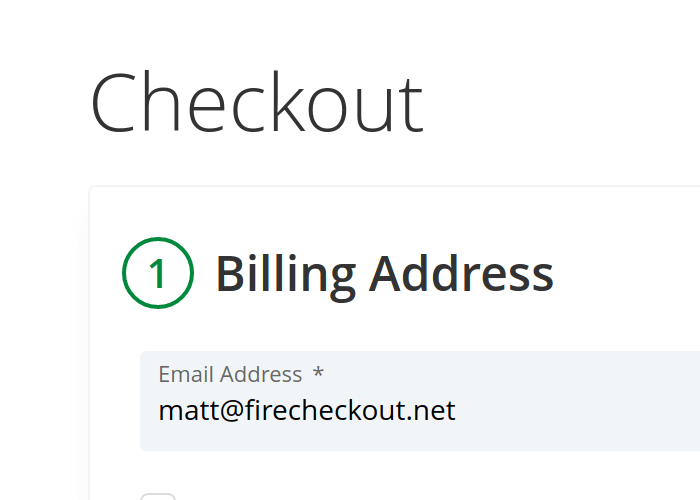 Checkout
1 Billing Address
Email Address *
matt@firecheckout.net